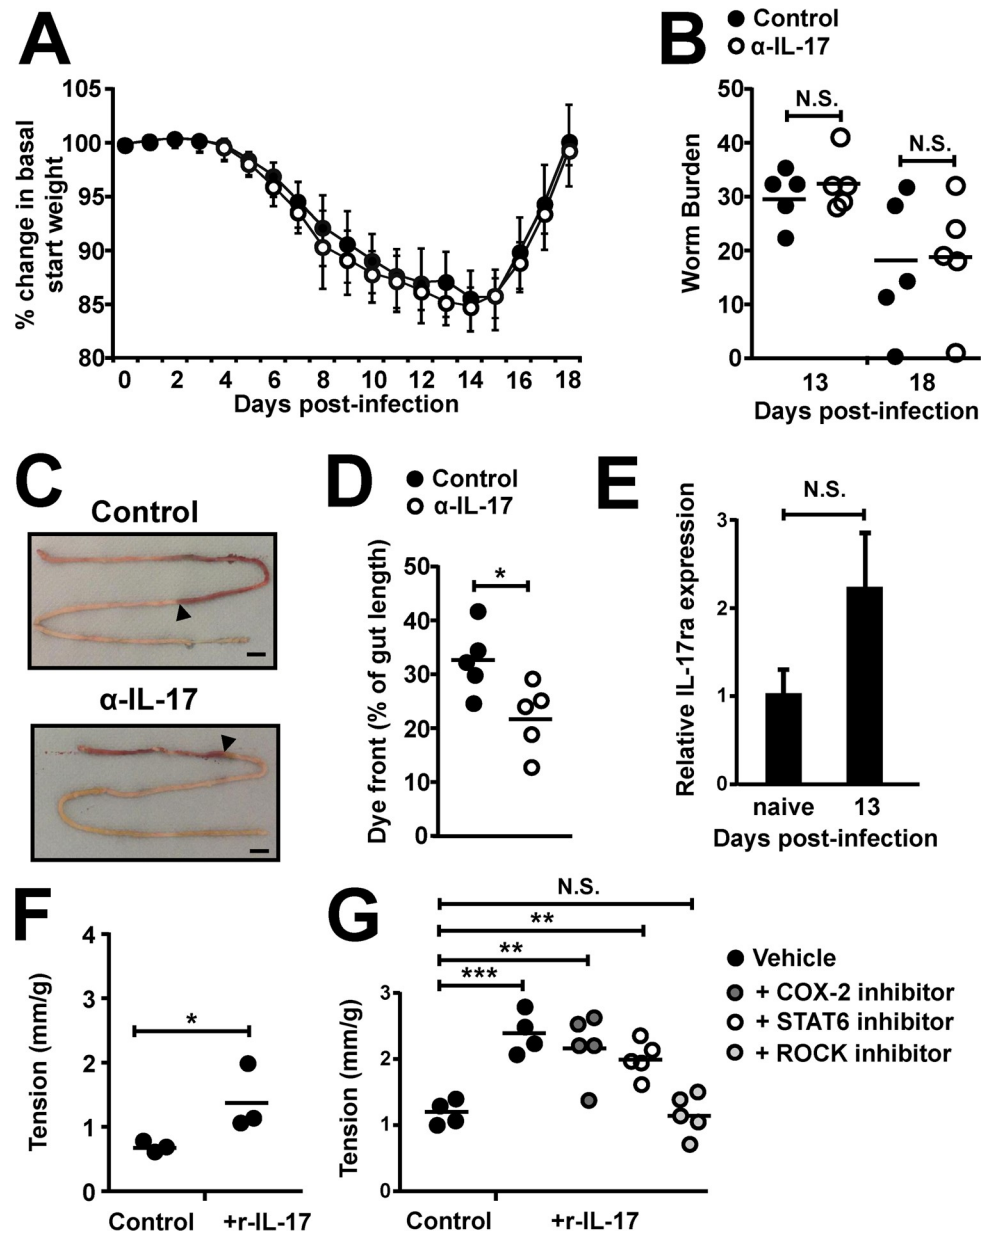 A
105
100
95
90
85
80
% change in basal
start weight
0 2 4 6 8 10 12 14 16 18
Days post-infection
B
Control
α-IL-17
50
40
30
20
10
0
Worm Burden
N.S.
N.S.
13 18
Days post-infection
C
Control
α-IL-17
D
Control
α-IL-17
50
40
30
20
10
0
Dye front (% of gut length)
*
E
N.S.
3
2
1
0
Relative IL-17ra expression
naive 13
Days post-infection
F
4
3
2
1
0
Tension (mm/g)
*
Control +r-IL-17
G
N.S.
**
**
***
3
2
1
0
Tension (mm/g)
Control +r-IL-17
Vehicle
+ COX-2 inhibitor
+ STAT6 inhibitor
+ ROCK inhibitor